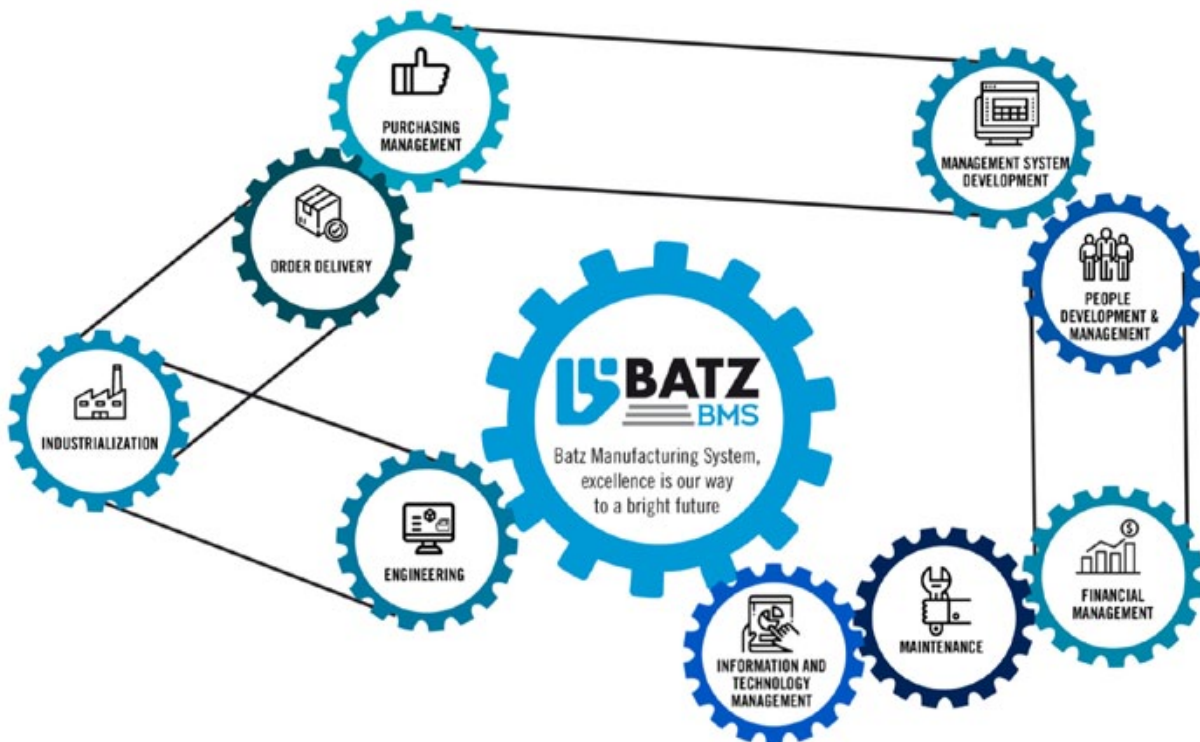 PURCHASING
MANAGEMENT
MANAGEMENT SYSTEM
DEVELOPMENT
ORDER DELIVERY
PEOPLE
DEVELOPMENT &
MANAGEMENT
BATZ
BMS
Batz Manufacturing System,
excellence is our way
to a bright future
INDUSTRIALIZATION
ENGINEERING
FINANCIAL
MANAGEMENT
MAINTENANCE
INFORMATION AND
TECHNOLOGY
MANAGEMENT